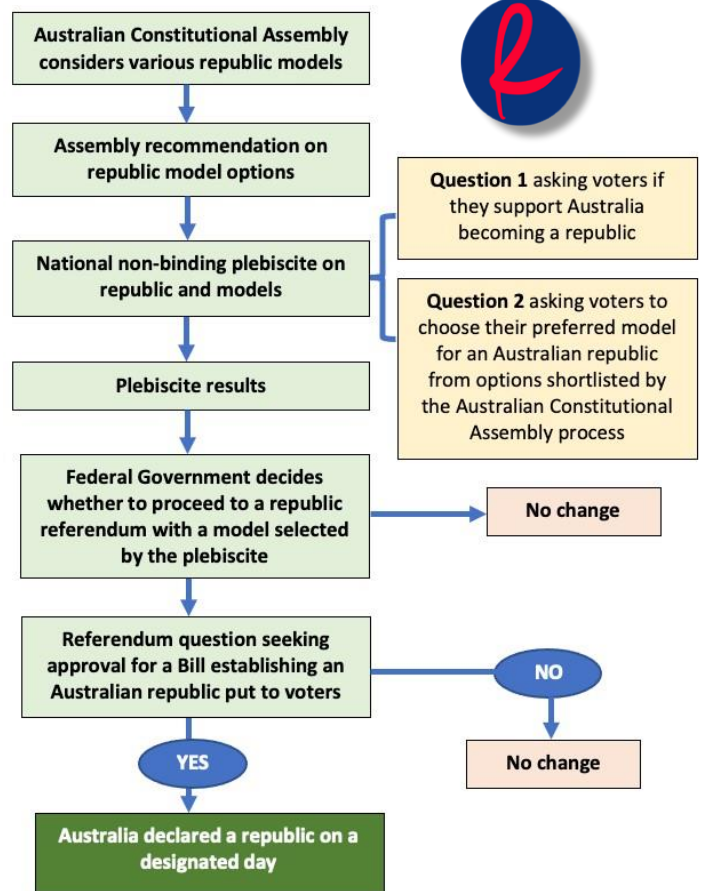 Australian Constitutional Assembly
considers various republic models
Assembly recommendation on
republic model options
National non-binding plebiscite on
republic and models
Question 1 asking voters if
they support Australia
becoming a republic
Question 2 asking voters to
choose their preferred model
for an Australian republic
from options shortlisted by
the Australian Constitutional
Assembly process
Plebiscite results
Federal Government decides
whether to proceed to a republic
referendum with a model selected
by the plebiscite
No change
Referendum question seeking
approval for a Bill establishing an
Australian republic put to voters
NO
No change
YES
Australia declared a republic on a
designated day